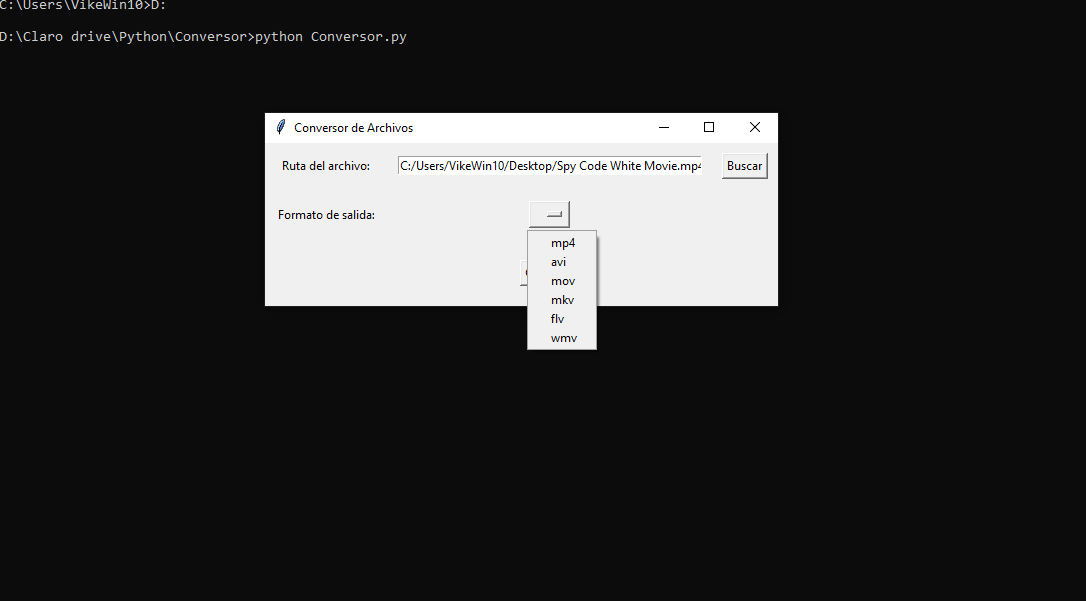 C:\Users\VikeWin10>D:
D:\Claro drive\Python\Conversor>python Conversor.py
Conversor de Archivos
Ruta del archivo: C:/Users/VikeWin10/Desktop/Spy Code White Movie.mp4 Buscar
Formato de salida:
mp4
avi
mov
mkv
flv
wmv